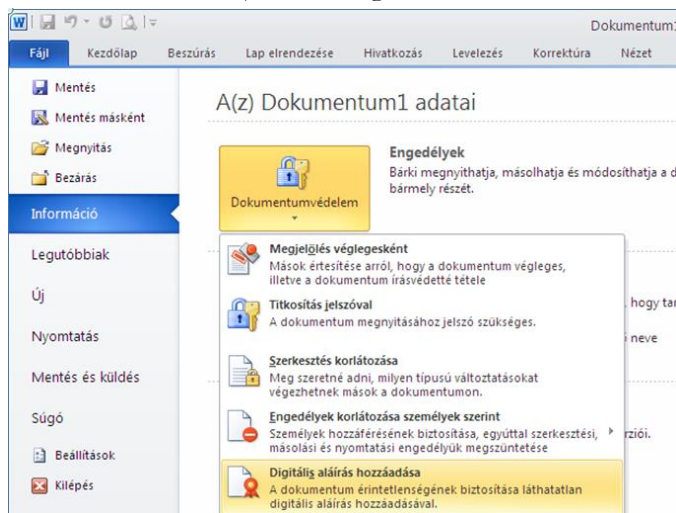 Dokumentum1
Fájl Kezdőlap Beszúrás Lap elrendezése Hivatkozás Levelezés Korrektúra Nézet
Mentés
Mentés másként
Megnyitás
Bezárás
Információ
Legutóbbiak
Új
Nyomtatás
Mentés és küldés
Súgó
Beállítások
Kilépés
A(z) Dokumentum1 adatai
Dokumentumvédelem
Engedélyek
Bárki megnyithatja, másolhatja és módosíthatja a d
bármely részét.
Megjelölés véglegesként
Mások értesítése arról, hogy a dokumentum végleges,
illetve a dokumentum írásvédetté tétele
Titkosítás jelszóval
A dokumentum megnyitásához jelszó szükséges.
Szerkesztés korlátozása
Meg szeretné adni, milyen típusú változtatásokat
végezhetnek mások a dokumentumon.
Engedélyek korlátozása személyek szerint
Személyek hozzáférésének biztosítása, egyúttal szerkesztési,
másolási és nyomtatási engedélyük megszüntetése
Digitális aláírás hozzáadása
A dokumentum érintetlenségének biztosítása láthatatlan
digitális aláírás hozzáadásával.
, hogy tar
neve
rziói.